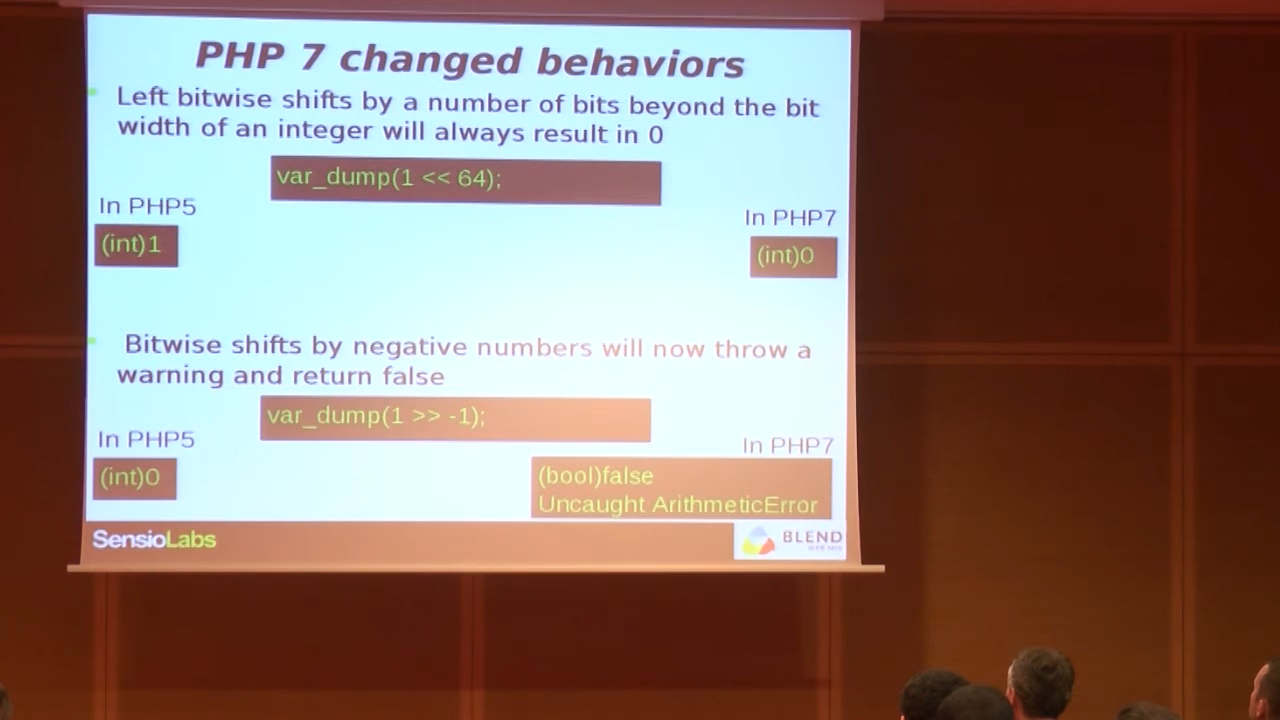 PHP 7 changed behaviors
Left bitwise shifts by a number of bits beyond the bit
width of an integer will always result in 0
var_dump(1 << 64);
In PHP5
In PHP7
(int)1
(int)0
Bitwise shifts by negative numbers will now throw a
warning and return false
var_dump(1 >> -1);
In PHP5
In PHP7
(int)0
(bool)false
Uncaught ArithmeticError
SensioLabs
BLEND